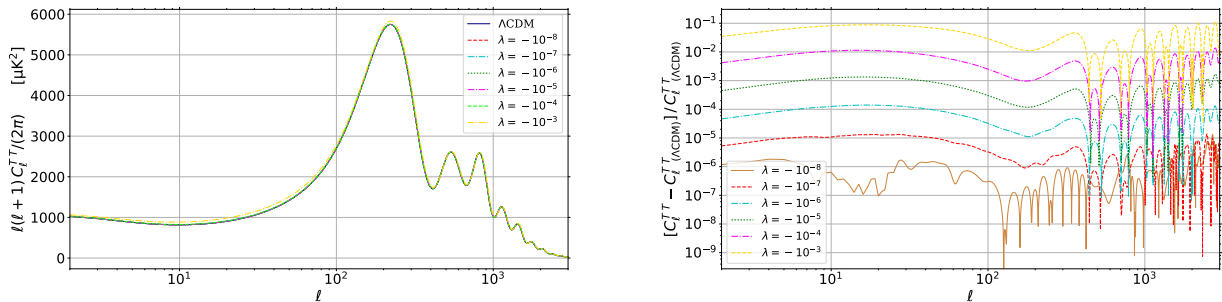 6000
5000
4000
3000
2000
1000
0
ℓ(ℓ + 1) C_ℓ^{TT}/(2π)   [μK²]
ΛCDM
λ = −10⁻⁸
λ = −10⁻⁷
λ = −10⁻⁶
λ = −10⁻⁵
λ = −10⁻⁴
λ = −10⁻³
10¹
10²
10³
ℓ
10⁻¹
10⁻²
10⁻³
10⁻⁴
10⁻⁵
10⁻⁶
10⁻⁷
10⁻⁸
10⁻⁹
[C_ℓ^{TT} − C_ℓ^{TT}_{(ΛCDM)}]/C_ℓ^{TT}_{(ΛCDM)}
λ = −10⁻⁸
λ = −10⁻⁷
λ = −10⁻⁶
λ = −10⁻⁵
λ = −10⁻⁴
λ = −10⁻³
10¹
10²
10³
ℓ